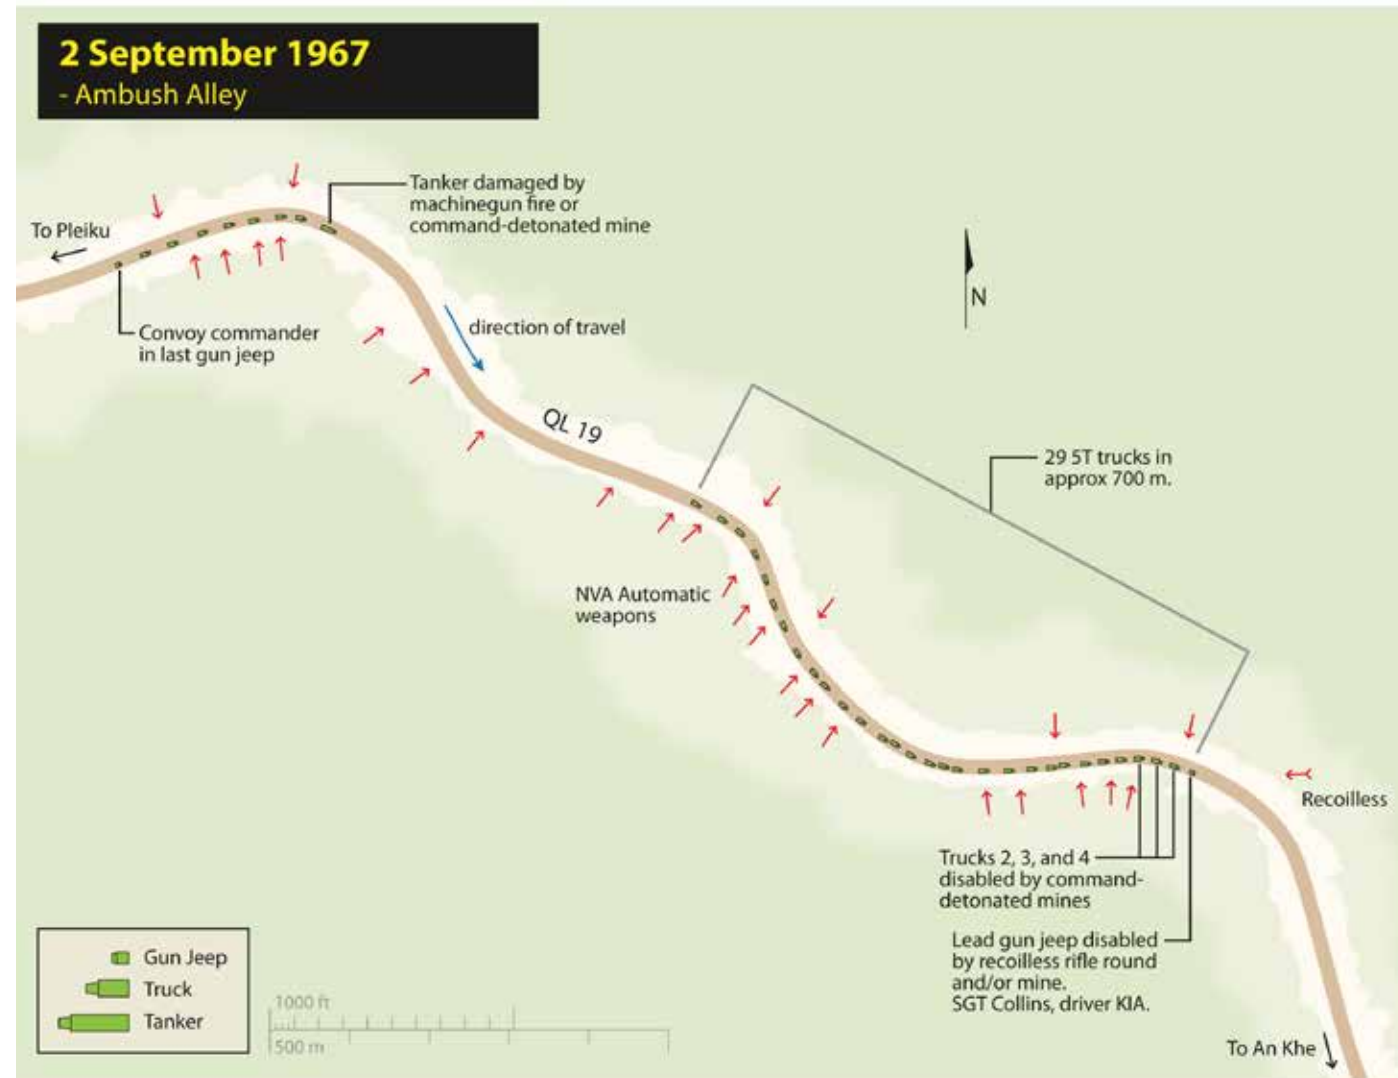 2 September 1967
- Ambush Alley
Tanker damaged by
machinegun fire or
command-detonated mine
To Pleiku
Convoy commander
in last gun jeep
direction of travel
N
QL 19
29 5T trucks in
approx 700 m.
NVA Automatic
weapons
Recoilless
Trucks 2, 3, and 4
disabled by command-
detonated mines
Lead gun jeep disabled
by recoilless rifle round
and/or mine.
SGT Collins, driver KIA.
Gun Jeep
Truck
Tanker
1000 ft
500 m
To An Khe